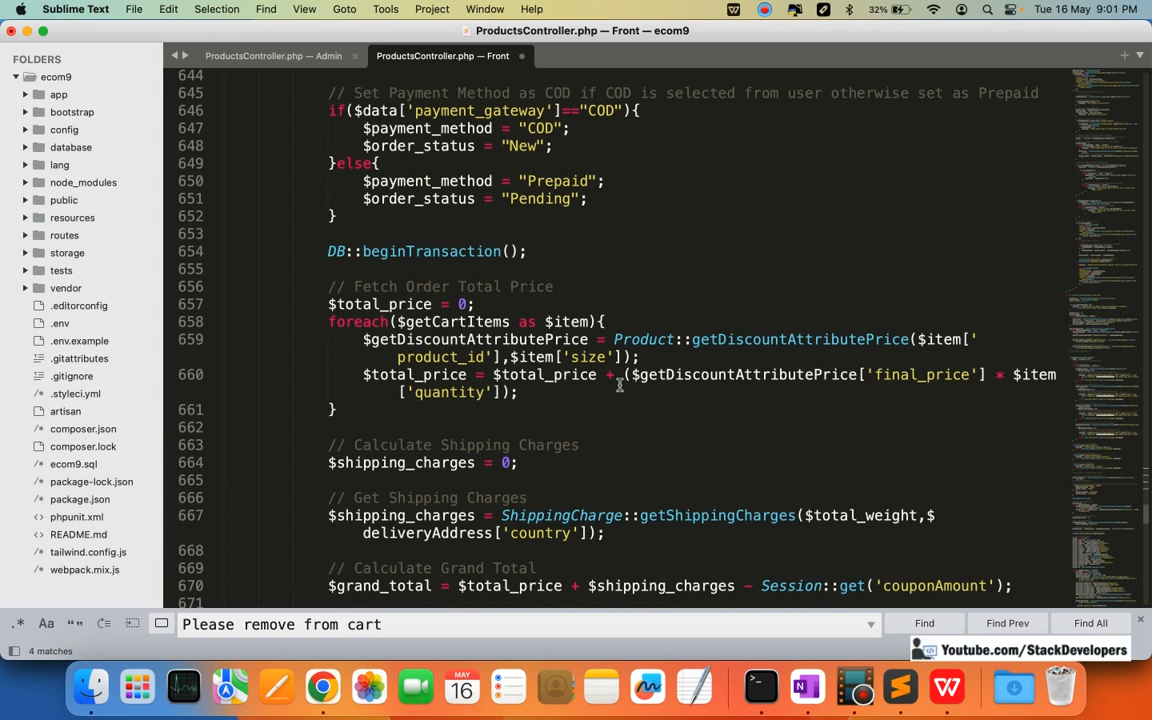 Sublime Text File Edit Selection Find View Goto Tools Project Window Help 32% Tue 16 May 9:01 PM
ProductsController.php — Front — ecom9
FOLDERS
ProductsController.php — Admin
ProductsController.php — Front
ecom9
app
bootstrap
config
database
lang
node_modules
public
resources
routes
storage
tests
vendor
.editorconfig
.env
.env.example
.gitattributes
.gitignore
.styleci.yml
artisan
composer.json
composer.lock
ecom9.sql
package-lock.json
package.json
phpunit.xml
README.md
tailwind.config.js
webpack.mix.js
644
645 // Set Payment Method as COD if COD is selected from user otherwise set as Prepaid
646 if($data['payment_gateway']=="COD"){
647 $payment_method = "COD";
648 $order_status = "New";
649 }else{
650 $payment_method = "Prepaid";
651 $order_status = "Pending";
652 }
653
654 DB::beginTransaction();
655
656 // Fetch Order Total Price
657 $total_price = 0;
658 foreach($getCartItems as $item){
659 $getDiscountAttributePrice = Product::getDiscountAttributePrice($item['
product_id'],$item['size']);
660 $total_price = $total_price + ($getDiscountAttributePrice['final_price'] * $item
['quantity']);
661 }
662
663 // Calculate Shipping Charges
664 $shipping_charges = 0;
665
666 // Get Shipping Charges
667 $shipping_charges = ShippingCharge::getShippingCharges($total_weight,$
deliveryAddress['country']);
668
669 // Calculate Grand Total
670 $grand_total = $total_price + $shipping_charges - Session::get('couponAmount');
671
.* Aa “” Please remove from cart Find Find Prev Find All
4 matches
Youtube.com/StackDevelopers
MAY
16